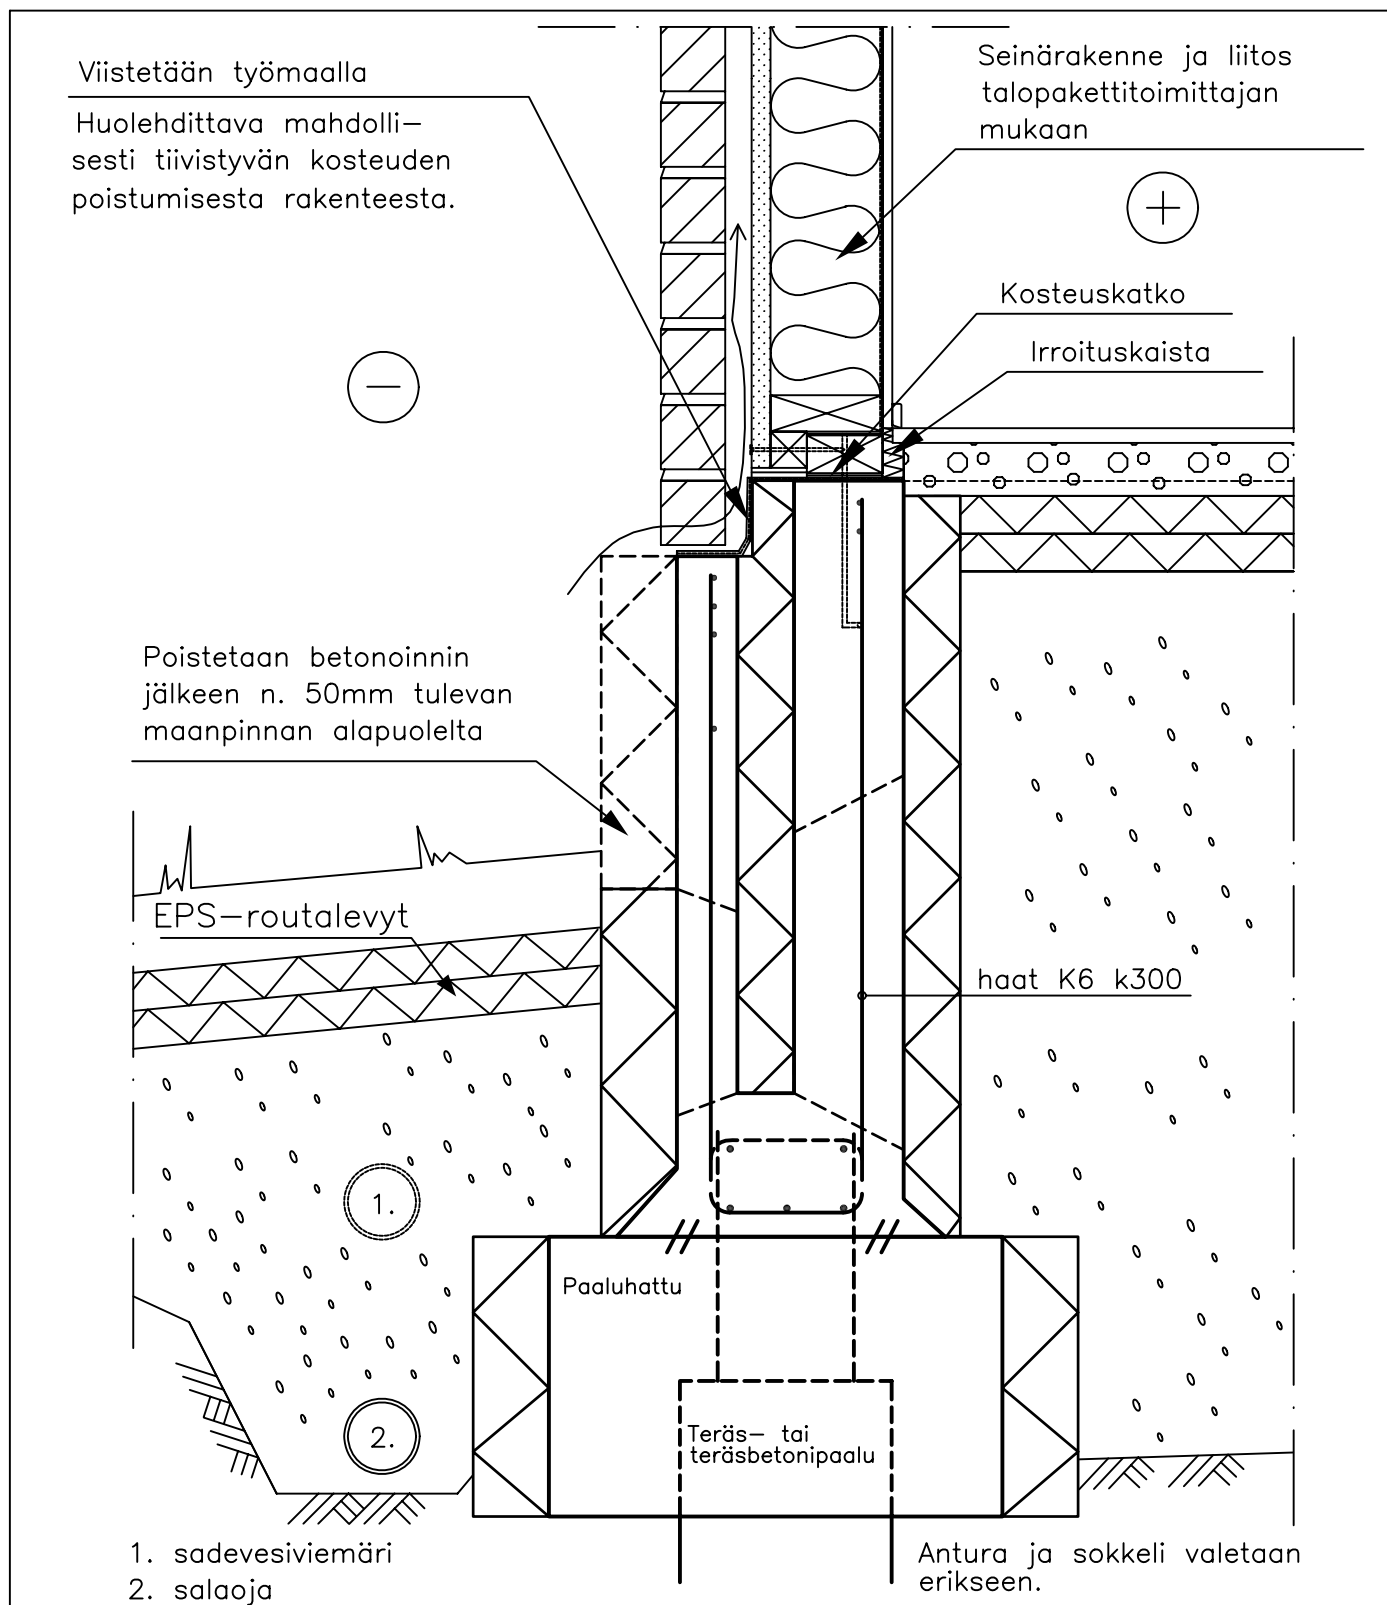 Viistetään työmaalla
Huolehdittava mahdolli-
sesti tiivistyvän kosteuden
poistumisesta rakenteesta.
Seinärakenne ja liitos
talopakettitoimittajan
mukaan
+
Kosteuskatko
Irroituskaista
−
Poistetaan betonoinnin
jälkeen n. 50mm tulevan
maanpinnan alapuolelta
EPS-routalevyt
haat K6 k300
1.
Paaluhattu
2.
Teräs- tai
teräsbetonipaalu
1. sadevesiviemäri
2. salaoja
Antura ja sokkeli valetaan
erikseen.